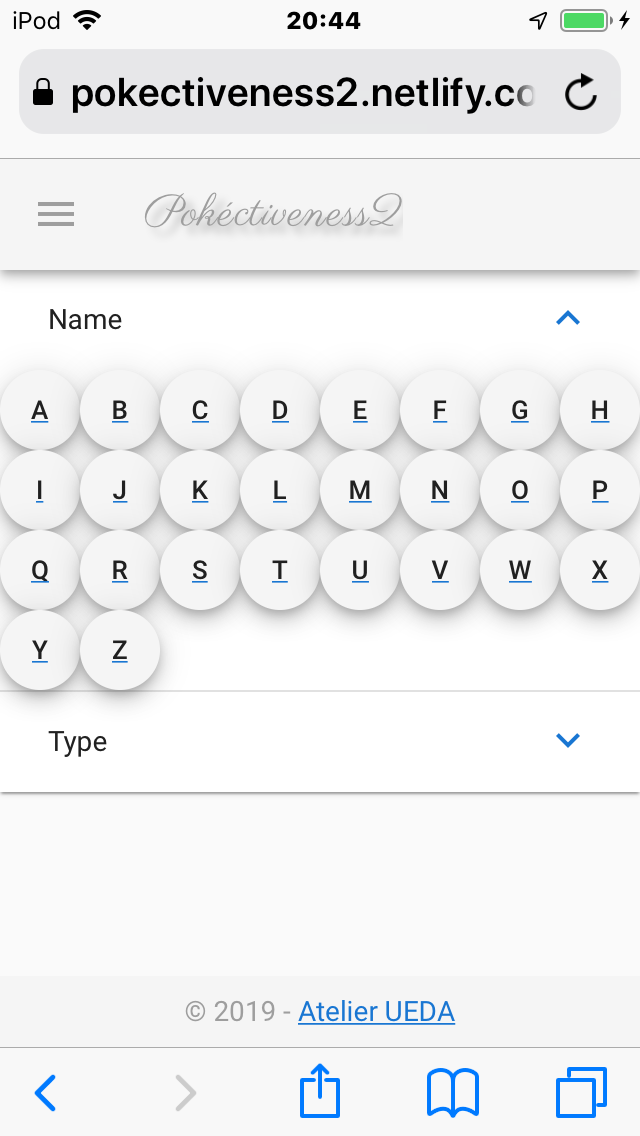 iPod 20:44
pokectiveness2.netlify.co
Pokéctiveness2
Name
A B C D E F G H
I J K L M N O P
Q R S T U V W X
Y Z
Type
© 2019 - Atelier UEDA